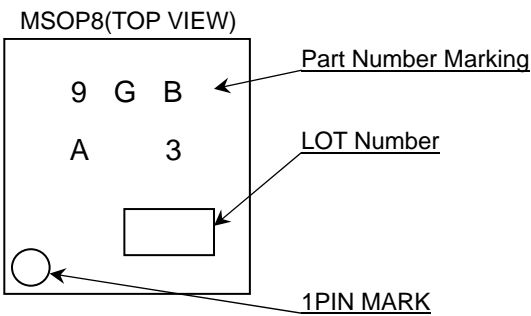 MSOP8(TOP VIEW)
Part Number Marking
9 G B
A 3
LOT Number
1PIN MARK